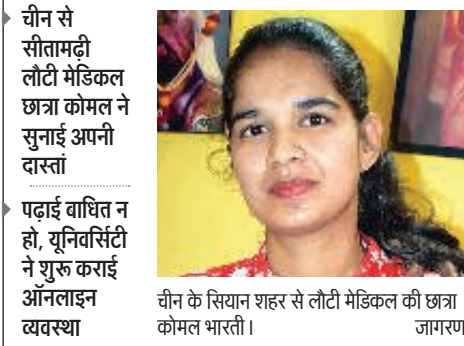 चीन से
सीतामढ़ी
लौटी मेडिकल
छात्रा कोमल ने
सुनाई अपनी
दास्तां
पढ़ाई बाधित न
हो, यूनिवर्सिटी
ने शुरू कराई
ऑनलाइन
व्यवस्था
चीन के सियान शहर से लौटी मेडिकल की छात्रा
कोमल भारती। जागरण